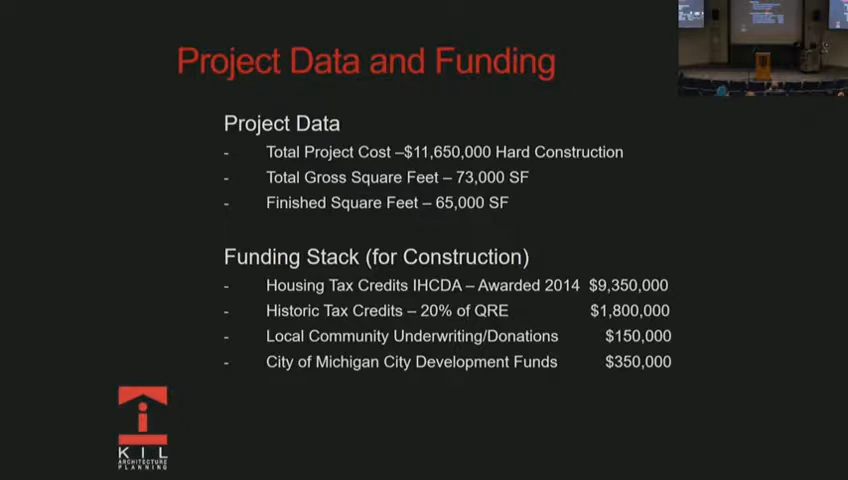 Project Data and Funding
Project Data
- Total Project Cost –$11,650,000 Hard Construction
- Total Gross Square Feet – 73,000 SF
- Finished Square Feet – 65,000 SF
Funding Stack (for Construction)
- Housing Tax Credits IHCDA – Awarded 2014 $9,350,000
- Historic Tax Credits – 20% of QRE $1,800,000
- Local Community Underwriting/Donations $150,000
- City of Michigan City Development Funds $350,000
KIL
ARCHITECTURE
PLANNING